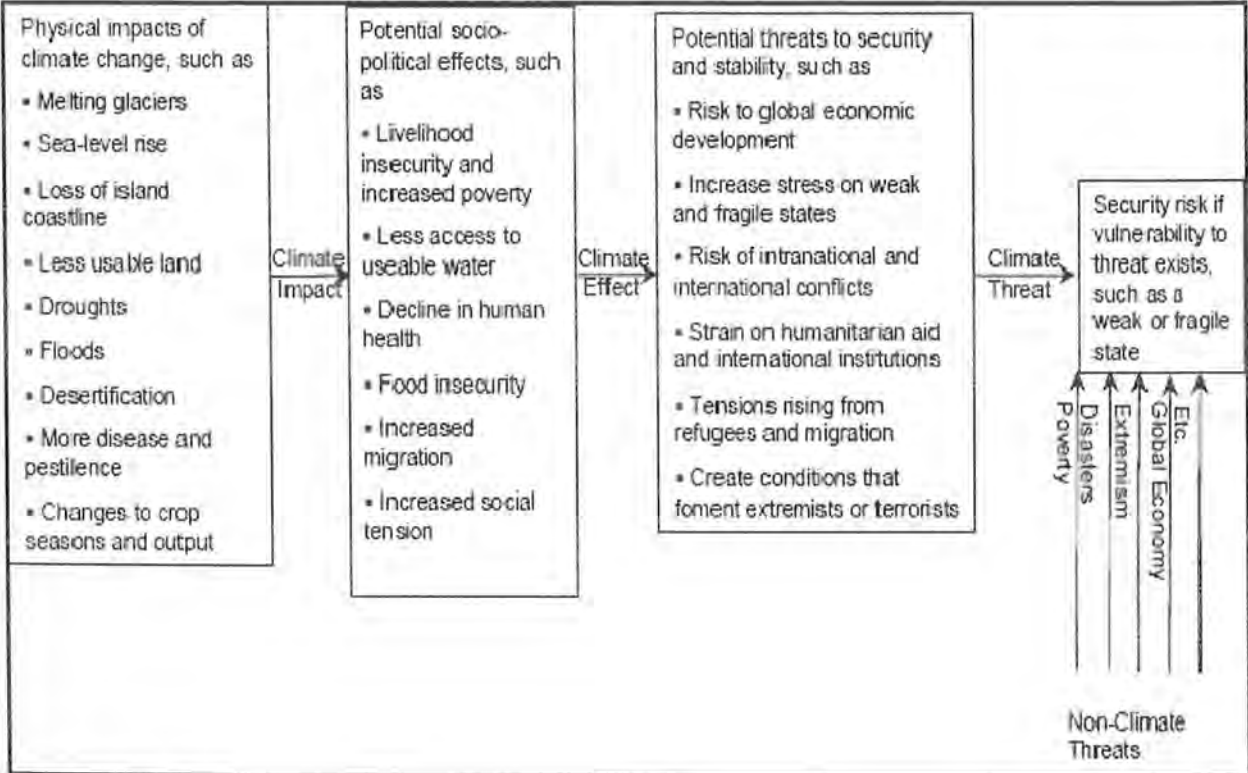 Physical impacts of
climate change, such as
▪ Melting glaciers
▪ Sea-level rise
▪ Loss of island
coastline
▪ Less usable land
▪ Droughts
▪ Floods
▪ Desertification
▪ More disease and
pestilence
▪ Changes to crop
seasons and output
Climate
Impact
Potential socio-
political effects, such
as
▪ Livelihood
insecurity and
increased poverty
▪ Less access to
useable water
▪ Decline in human
health
▪ Food insecurity
▪ Increased
migration
▪ Increased social
tension
Climate
Effect
Potential threats to security
and stability, such as
▪ Risk to global economic
development
▪ Increase stress on weak
and fragile states
▪ Risk of intranational and
international conflicts
▪ Strain on humanitarian aid
and international institutions
▪ Tensions rising from
refugees and migration
▪ Create conditions that
foment extremists or terrorists
Climate
Threat
Security risk if
vulnerability to
threat exists,
such as a
weak or fragile
state
Poverty
Disasters
Extremism
Global Economy
Etc.
Non-Climate
Threats